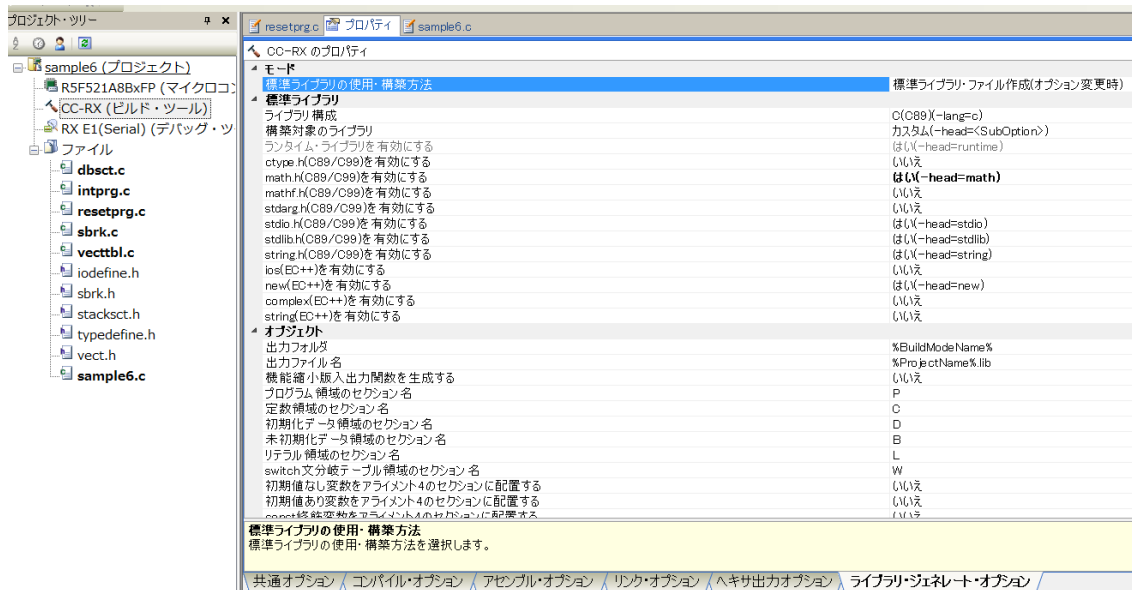 プロジェクト・ツリー
sample6 (プロジェクト)
R5F521A8BxFP (マイクロコ
CC-RX (ビルド・ツール)
RX E1(Serial) (デバッグ・ツ
ファイル
dbsct.c
intprg.c
resetprg.c
sbrk.c
vecttbl.c
iodefine.h
sbrk.h
stacksct.h
typedefine.h
vect.h
sample6.c
resetprg.c プロパティ sample6.c
CC-RX のプロパティ
モード
標準ライブラリの使用・構築方法 標準ライブラリ・ファイル作成(オプション変更時)
標準ライブラリ
ライブラリ構成 C(C89)(-lang=c)
構築対象のライブラリ カスタム(-head=<SubOption>)
ランタイム・ライブラリを有効にする はい(-head=runtime)
ctype.h(C89/C99)を有効にする いいえ
math.h(C89/C99)を有効にする はい(-head=math)
mathf.h(C89/C99)を有効にする いいえ
stdarg.h(C89/C99)を有効にする いいえ
stdio.h(C89/C99)を有効にする はい(-head=stdio)
stdlib.h(C89/C99)を有効にする はい(-head=stdlib)
string.h(C89/C99)を有効にする はい(-head=string)
ios(EC++)を有効にする いいえ
new(EC++)を有効にする はい(-head=new)
complex(EC++)を有効にする いいえ
string(EC++)を有効にする いいえ
オブジェクト
出力フォルダ %BuildModeName%
出力ファイル名 %ProjectName%.lib
機能縮小版入出力関数を生成する いいえ
プログラム領域のセクション名 P
定数領域のセクション名 C
初期化データ領域のセクション名 D
未初期化データ領域のセクション名 B
リテラル領域のセクション名 L
switch文分岐テーブル領域のセクション名 W
初期値なし変数をアライメント4のセクションに配置する いいえ
初期値あり変数をアライメント4のセクションに配置する いいえ
const修飾変数をアライメント4のセクションに配置する いいえ
標準ライブラリの使用・構築方法
標準ライブラリの使用・構築方法を選択します。
共通オプション コンパイル・オプション アセンブル・オプション リンク・オプション ヘキサ出力オプション ライブラリ・ジェネレート・オプション